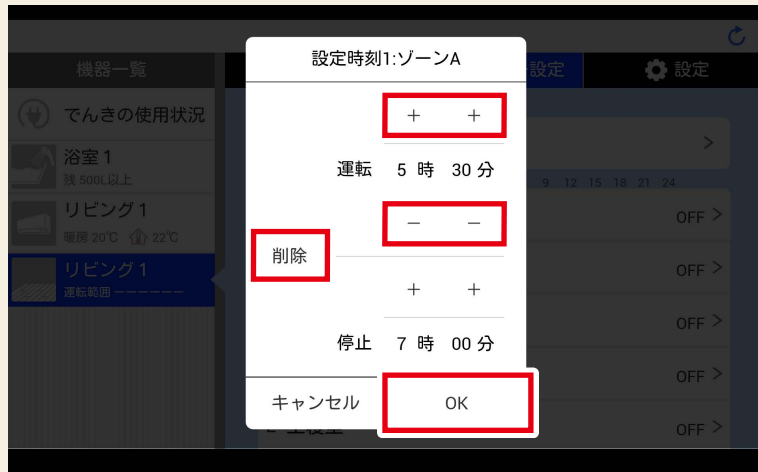 設定時刻1:ゾーンA
機器一覧
設定
設定
でんきの使用状況
浴室1
残 500L以上
リビング1
暖房 20℃ 22℃
リビング1
運転範囲 ーーーーーー
+ +
運転 5 時 30 分
− −
削除
+ +
停止 7 時 00 分
キャンセル OK
>
9 12 15 18 21 24
OFF >
OFF >
OFF >
OFF >
OFF >